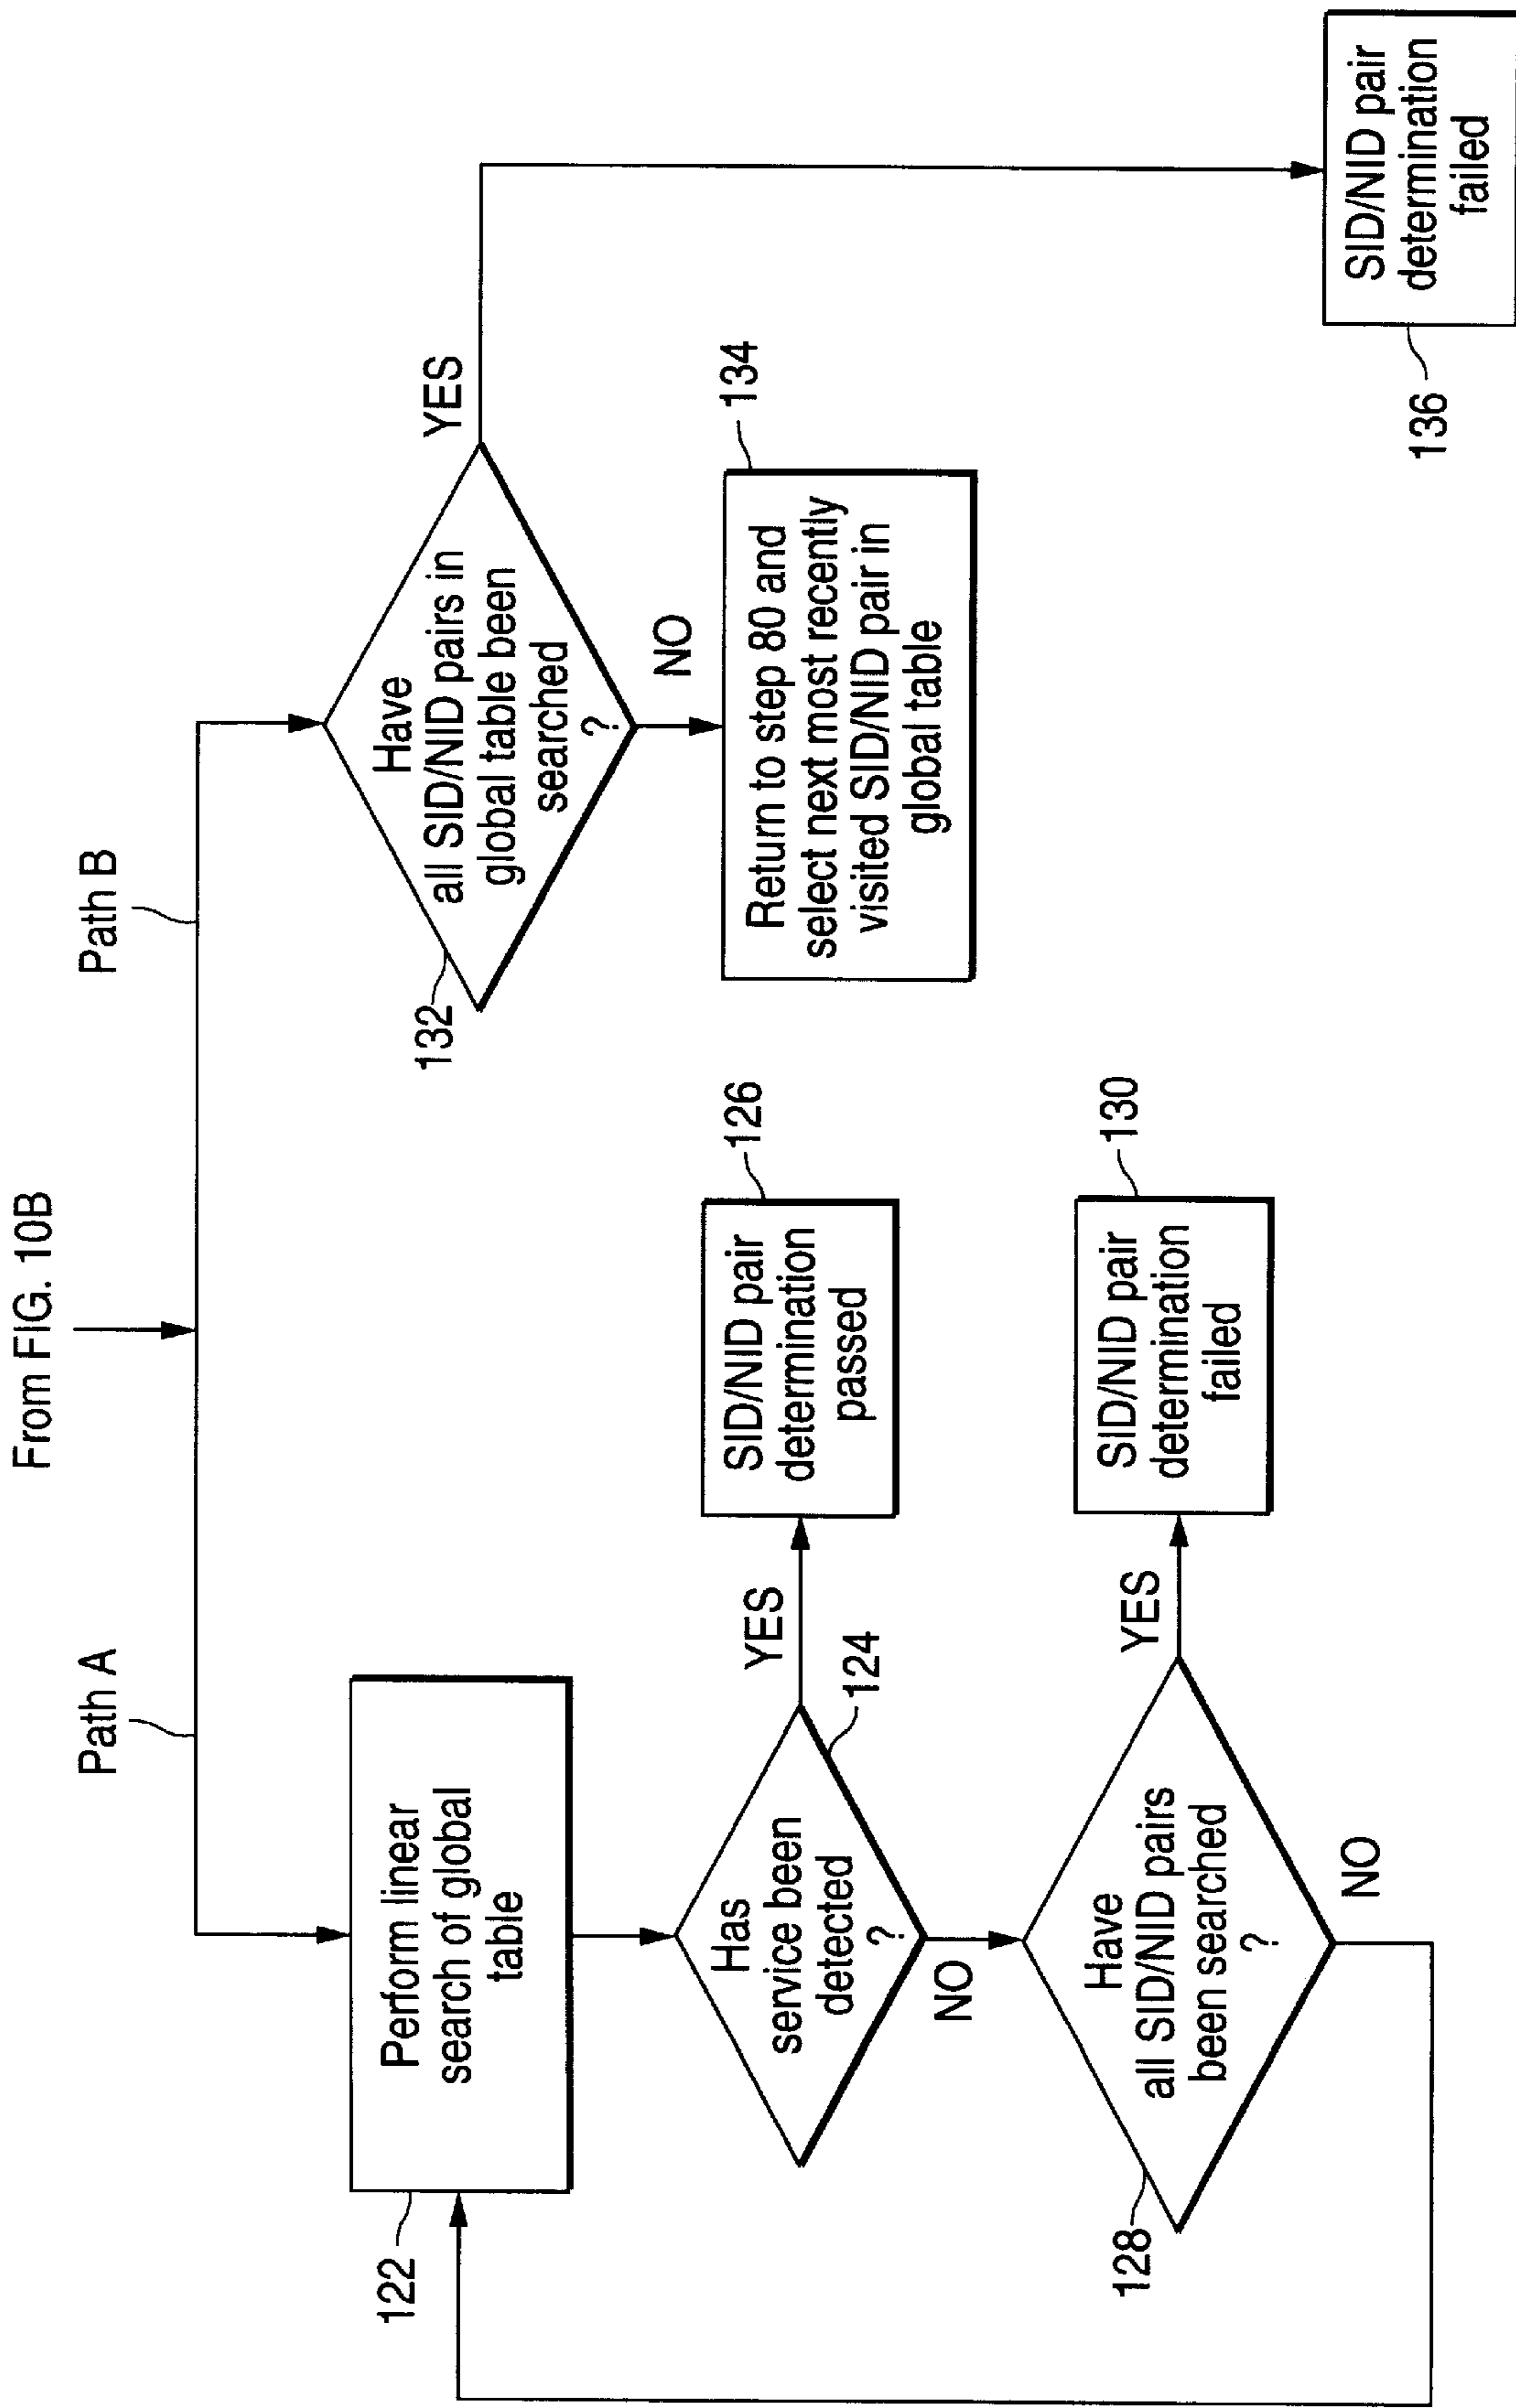 From FIG. 10B
Path A
Path B
122
Perform linear
search of global
table
Has
service been
detected
?
124
YES
126
SID/NID pair
determination
passed
NO
128
Have
all SID/NID pairs
been searched
?
YES
130
SID/NID pair
determination
failed
NO
132
Have
all SID/NID pairs in
global table been
searched
?
YES
NO
134
Return to step 80 and
select next most recently
visited SID/NID pair in
global table
136
SID/NID pair
determination
failed